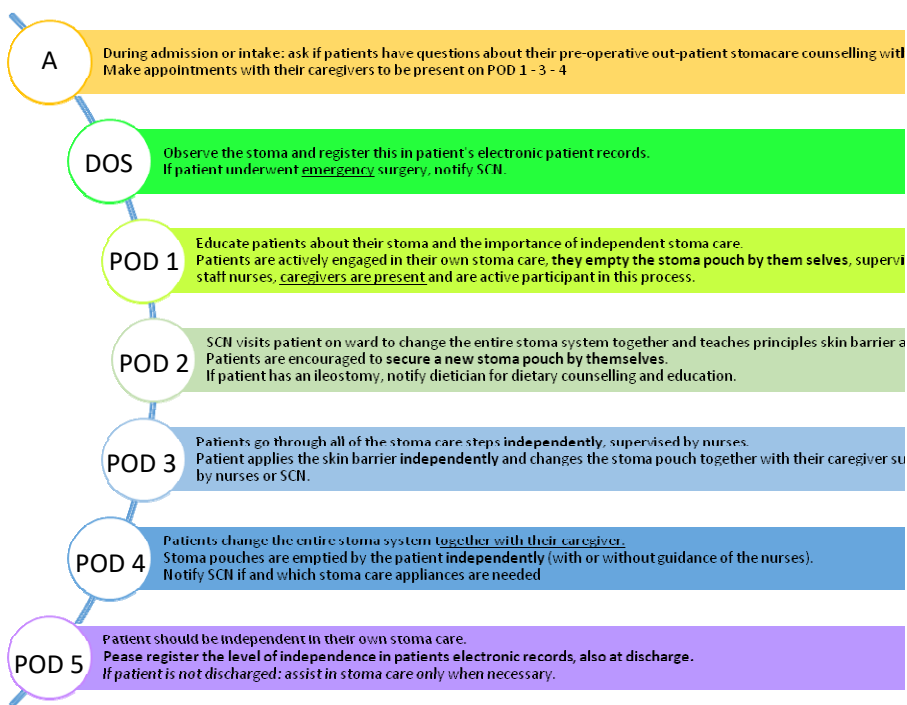 A
During admission or intake: ask if patients have questions about their pre-operative out-patient stomacare counselling
Make appointments with their caregivers to be present on POD 1 - 3 - 4
DOS
Observe the stoma and register this in patient's electronic patient records.
If patient underwent emergency surgery, notify SCN.
POD 1
Educate patients about their stoma and the importance of independent stoma care.
Patients are actively engaged in their own stoma care, they empty the stoma pouch by them selves,
staff nurses, caregivers are present and are active participant in this process.
POD 2
SCN visits patient on ward to change the entire stoma system together and teaches principles skin barrier
Patients are encouraged to secure a new stoma pouch by themselves.
If patient has an ileostomy, notify dietician for dietary counselling and education.
POD 3
Patients go through all of the stoma care steps independently, supervised by nurses.
Patient applies the skin barrier independently and changes the stoma pouch together with their caregiver
by nurses or SCN.
POD 4
Patients change the entire stoma system together with their caregiver.
Stoma pouches are emptied by the patient independently (with or without guidance of the nurses).
Notify SCN if and which stoma care appliances are needed
POD 5
Patient should be independent in their own stoma care.
Pease register the level of independence in patients electronic records, also at discharge.
If patient is not discharged: assist in stoma care only when necessary.